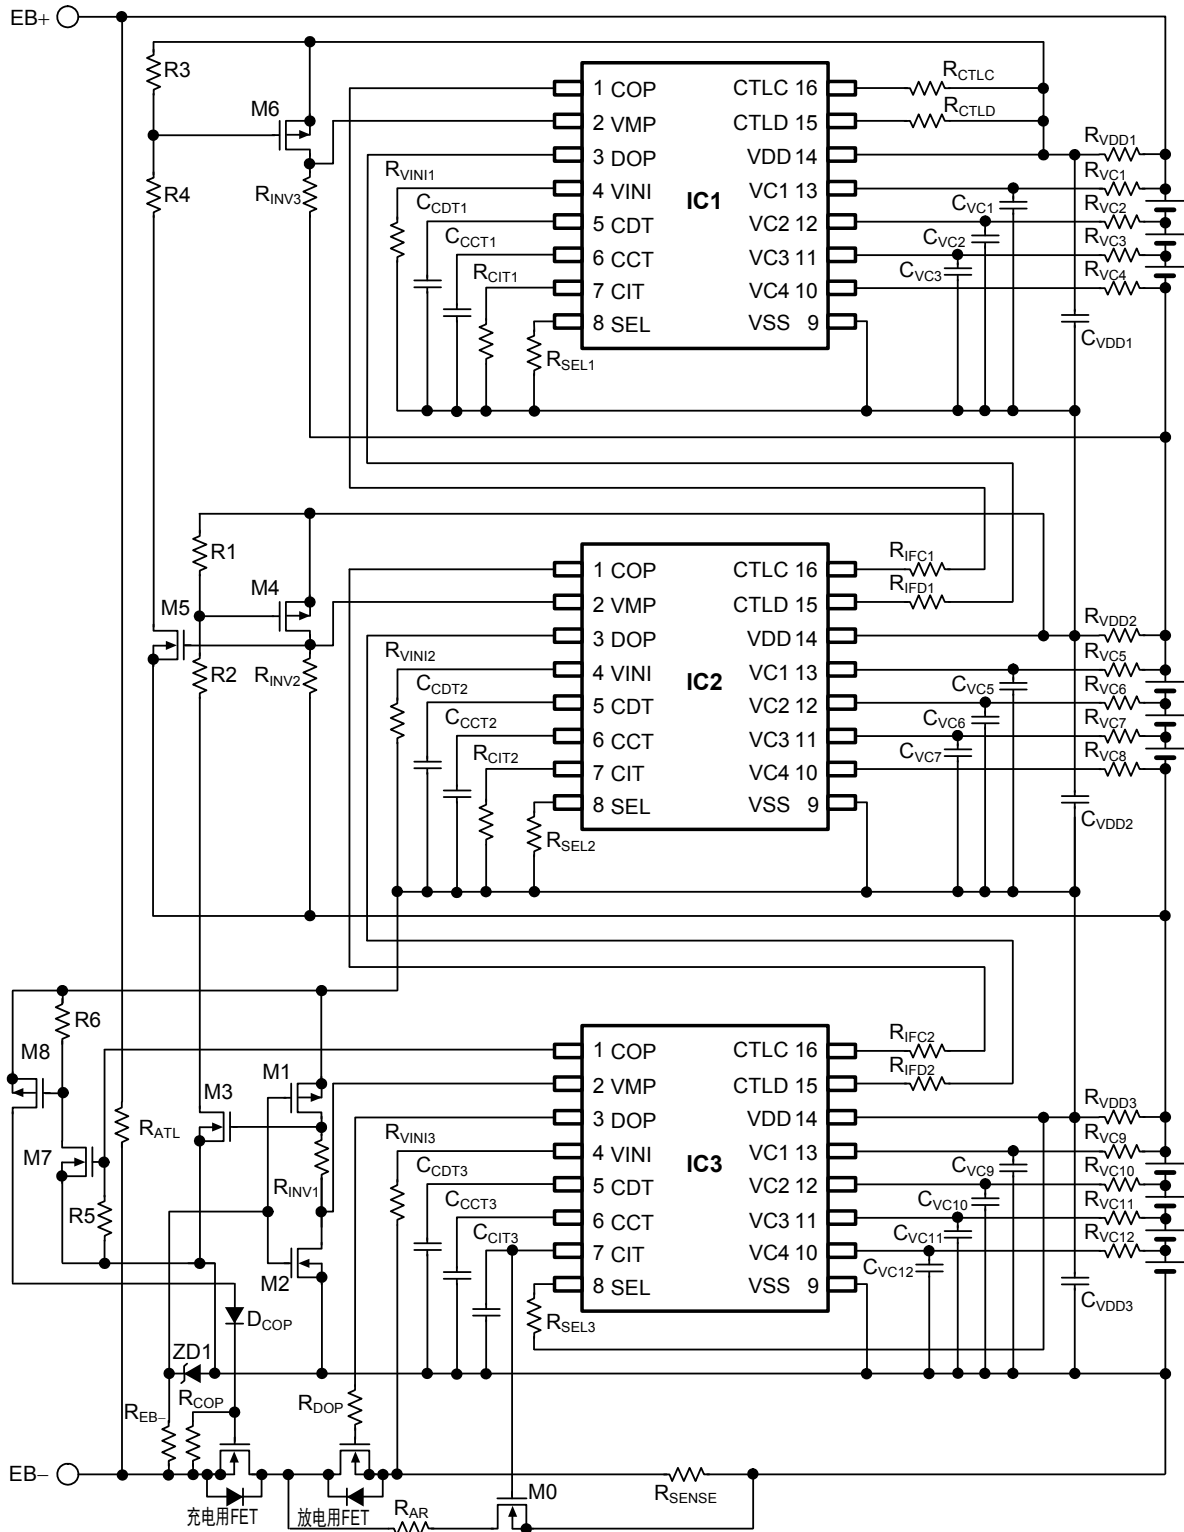 EB+
R3
M6
R4
RINV3
RVINI1
CCDT1
CCCT1
RCIT1
RSEL1
1 COP
2 VMP
3 DOP
4 VINI
5 CDT
6 CCT
7 CIT
8 SEL
IC1
CTLC 16
CTLD 15
VDD 14
VC1 13
VC2 12
VC3 11
VC4 10
VSS 9
RCTLC
RCTLD
RVDD1
RVC1
RVC2
RVC3
RVC4
CVC1
CVC2
CVC3
CVDD1
R1
M4
M5
R2
RINV2
RVINI2
CCDT2
CCCT2
RCIT2
RSEL2
1 COP
2 VMP
3 DOP
4 VINI
5 CDT
6 CCT
7 CIT
8 SEL
IC2
CTLC 16
CTLD 15
VDD 14
VC1 13
VC2 12
VC3 11
VC4 10
VSS 9
RIFC1
RIFD1
RVDD2
RVC5
RVC6
RVC7
RVC8
CVC5
CVC6
CVC7
CVDD2
R6
M8
M1
M3
RATL
M7
RINV1
R5
M2
DCOP
ZD1
RVINI3
CCDT3
CCCT3
CCIT3
RSEL3
1 COP
2 VMP
3 DOP
4 VINI
5 CDT
6 CCT
7 CIT
8 SEL
IC3
CTLC 16
CTLD 15
VDD 14
VC1 13
VC2 12
VC3 11
VC4 10
VSS 9
RIFC2
RIFD2
RVDD3
RVC9
RVC10
RVC11
RVC12
CVC9
CVC10
CVC11
CVC12
CVDD3
REB−
RCOP
RDOP
EB−
充电用FET
放电用FET
RAR
M0
RSENSE